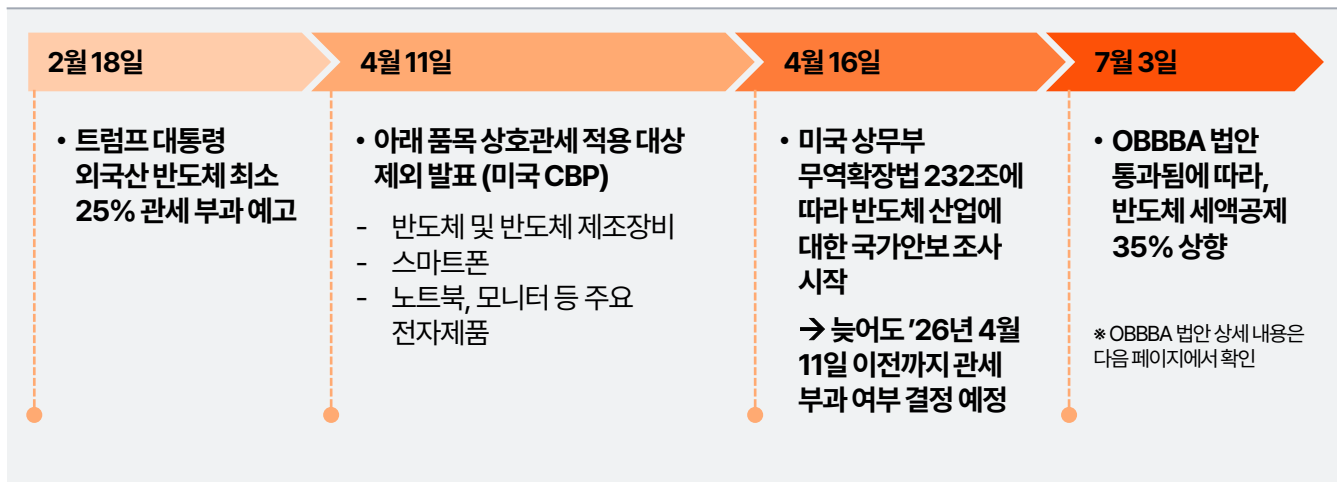 2월 18일
• 트럼프 대통령
외국산 반도체 최소
25% 관세 부과 예고
4월 11일
• 아래 품목 상호관세 적용 대상
제외 발표 (미국 CBP)
- 반도체 및 반도체 제조장비
- 스마트폰
- 노트북, 모니터 등 주요
전자제품
4월 16일
• 미국 상무부
무역확장법 232조에
따라 반도체 산업에
대한 국가안보 조사
시작
→ 늦어도 ’26년 4월
11일 이전까지 관세
부과 여부 결정 예정
7월 3일
• OBBBA 법안
통과됨에 따라,
반도체 세액공제
35% 상향
※ OBBBA 법안 상세 내용은
다음 페이지에서 확인